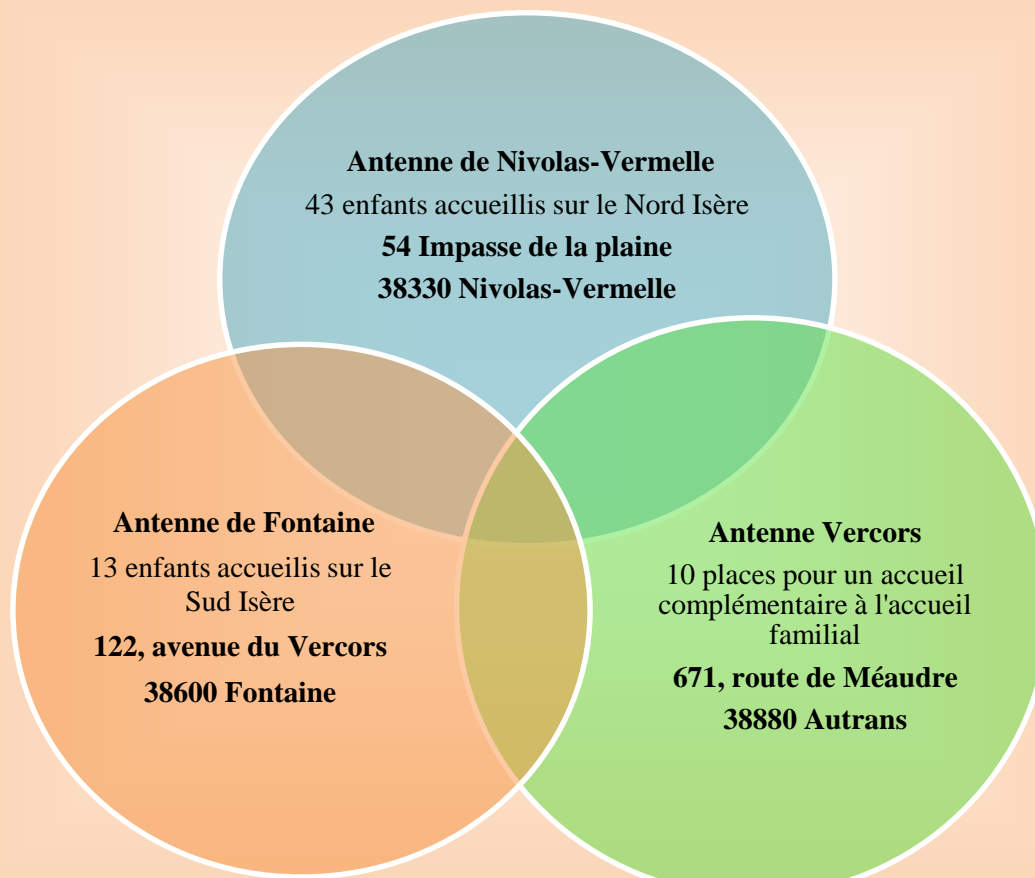 Antenne de Nivolas-Vermelle
43 enfants accueillis sur le Nord Isère
54 Impasse de la plaine
38330 Nivolas-Vermelle
Antenne de Fontaine
13 enfants accueilis sur le
Sud Isère
122, avenue du Vercors
38600 Fontaine
Antenne Vercors
10 places pour un accueil
complémentaire à l'accueil
familial
671, route de Méaudre
38880 Autrans